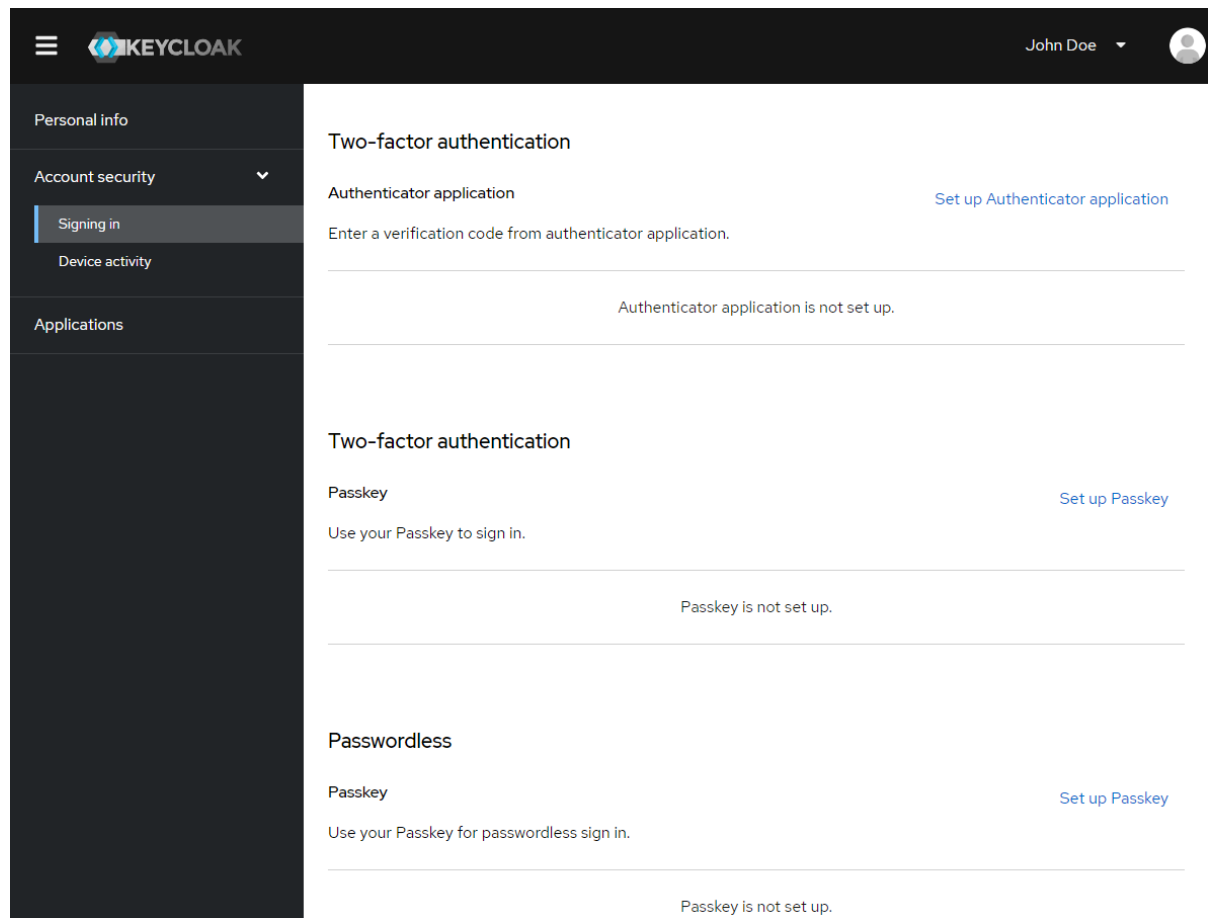 KEYCLOAK
John Doe
Personal info
Account security
Signing in
Device activity
Applications
Two-factor authentication
Authenticator application
Set up Authenticator application
Enter a verification code from authenticator application.
Authenticator application is not set up.
Two-factor authentication
Passkey
Set up Passkey
Use your Passkey to sign in.
Passkey is not set up.
Passwordless
Passkey
Set up Passkey
Use your Passkey for passwordless sign in.
Passkey is not set up.